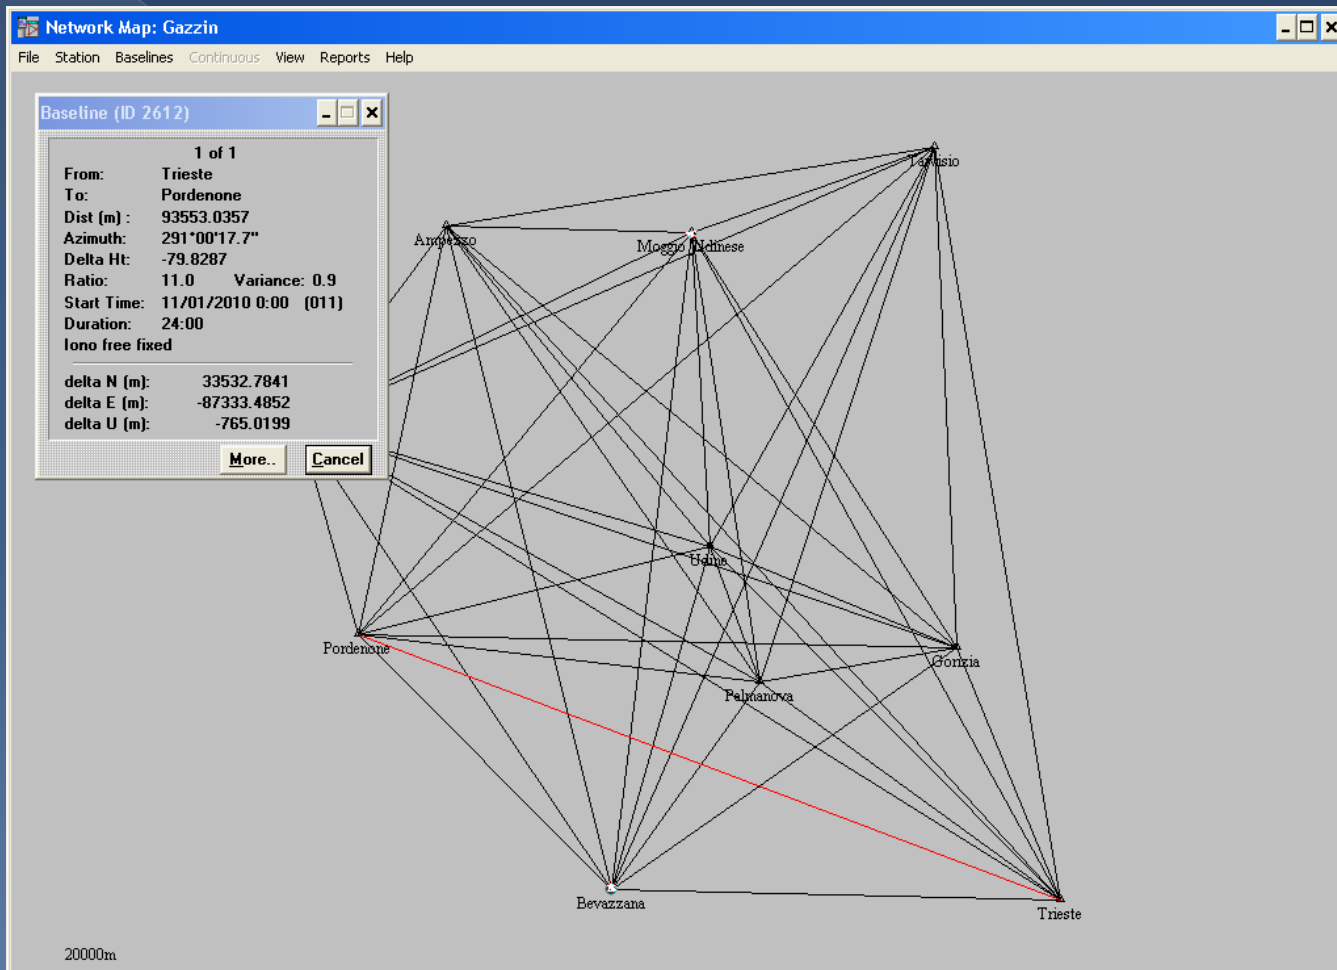 Network Map: Gazzin
File Station Baselines Continuous View Reports Help
Baseline (ID 2612)
1 of 1
From: Trieste
To: Pordenone
Dist (m) : 93553.0357
Azimuth: 291°00'17.7"
Delta Ht: -79.8287
Ratio: 11.0 Variance: 0.9
Start Time: 11/01/2010 0:00 (011)
Duration: 24:00
Iono free fixed
delta N (m): 33532.7841
delta E (m): -87333.4852
delta U (m): -765.0199
More.. Cancel
Tarvisio
Ampezzo
Moggio Udinese
Udine
Pordenone
Gorizia
Palmanova
Bevazzana
Trieste
20000m